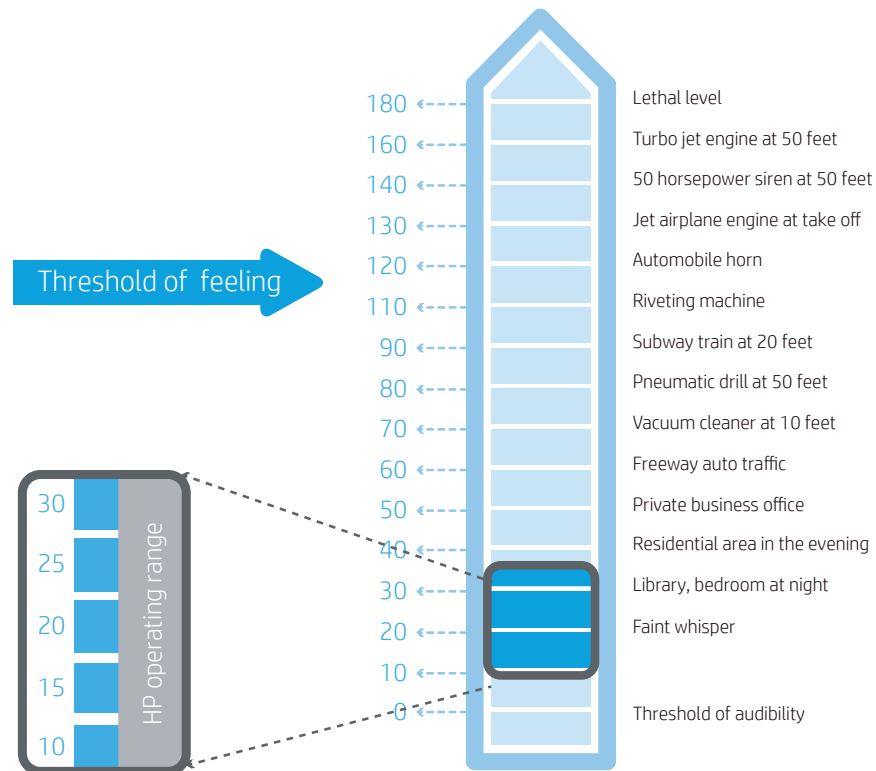 180 Lethal level
160 Turbo jet engine at 50 feet
140 50 horsepower siren at 50 feet
130 Jet airplane engine at take off
120 Automobile horn
Threshold of feeling
110 Riveting machine
90 Subway train at 20 feet
80 Pneumatic drill at 50 feet
70 Vacuum cleaner at 10 feet
60 Freeway auto traffic
50 Private business office
40 Residential area in the evening
30 Library, bedroom at night
20 Faint whisper
10
0 Threshold of audibility
30
25
20
15
10
HP operating range